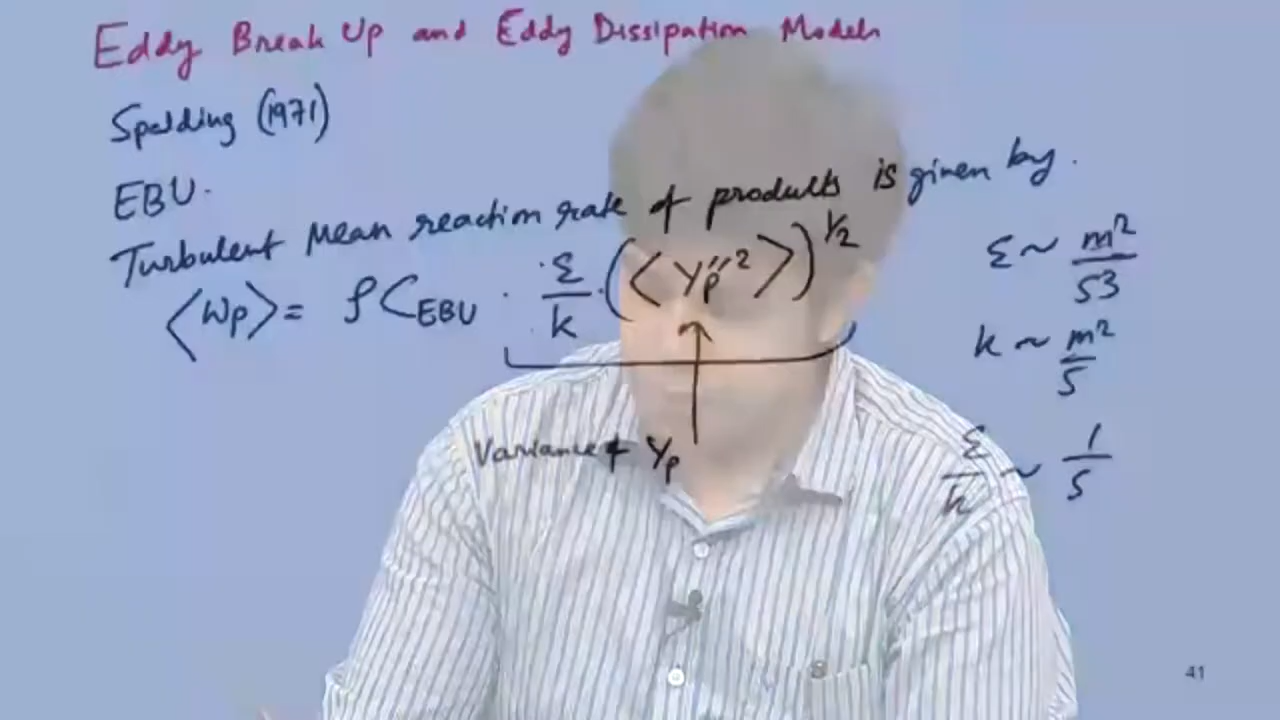 Eddy Break Up and Eddy Dissipation Models
Spalding (1971)
EBU.
Turbulent Mean reaction rate of products is given by.
⟨Wp⟩ = ρ C_EBU · ε/k · (⟨Yp''²⟩)^1/2
Variance of Yp
ε ~ m²/s3
k ~ m²/s
ε/k ~ 1/s
41